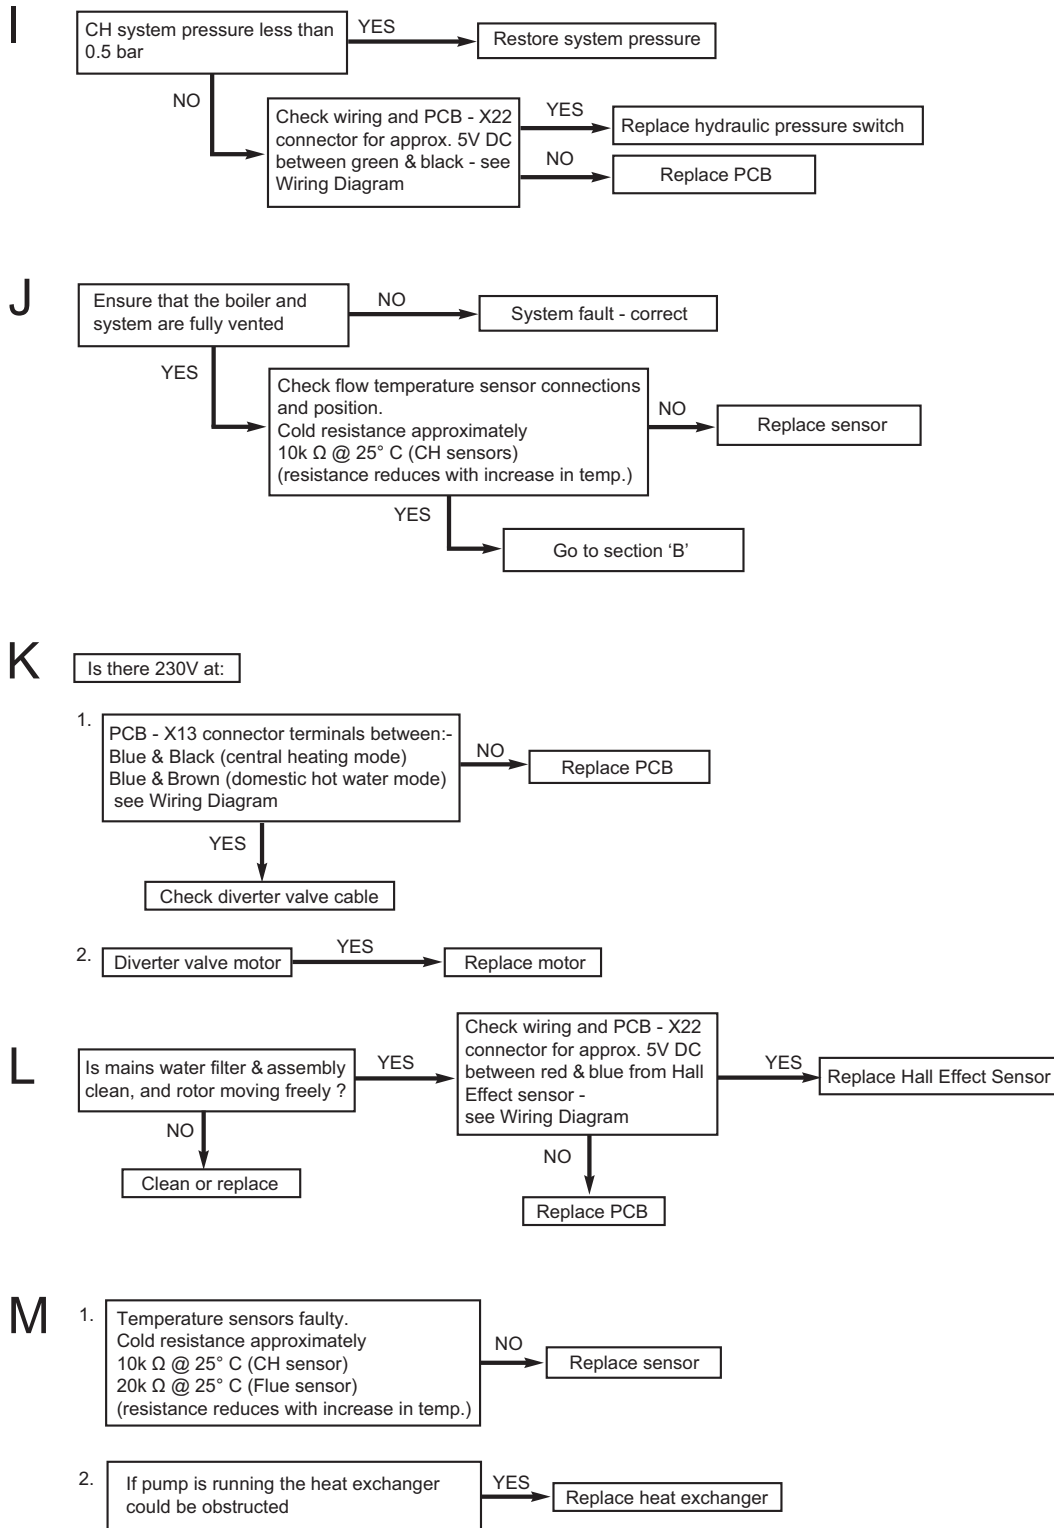 I
CH system pressure less than
0.5 bar
YES
Restore system pressure
NO
Check wiring and PCB - X22
connector for approx. 5V DC
between green & black - see
Wiring Diagram
YES
Replace hydraulic pressure switch
NO
Replace PCB
J
Ensure that the boiler and
system are fully vented
NO
System fault - correct
YES
Check flow temperature sensor connections
and position.
Cold resistance approximately
10k Ω @ 25° C (CH sensors)
(resistance reduces with increase in temp.)
NO
Replace sensor
YES
Go to section ‘B’
K
Is there 230V at:
1.
PCB - X13 connector terminals between:-
Blue & Black (central heating mode)
Blue & Brown (domestic hot water mode)
see Wiring Diagram
NO
Replace PCB
YES
Check diverter valve cable
2.
Diverter valve motor
YES
Replace motor
L
Is mains water filter & assembly
clean, and rotor moving freely ?
YES
Check wiring and PCB - X22
connector for approx. 5V DC
between red & blue from Hall
Effect sensor -
see Wiring Diagram
YES
Replace Hall Effect Sensor
NO
Clean or replace
NO
Replace PCB
M
1.
Temperature sensors faulty.
Cold resistance approximately
10k Ω @ 25° C (CH sensor)
20k Ω @ 25° C (Flue sensor)
(resistance reduces with increase in temp.)
NO
Replace sensor
2.
If pump is running the heat exchanger
could be obstructed
YES
Replace heat exchanger